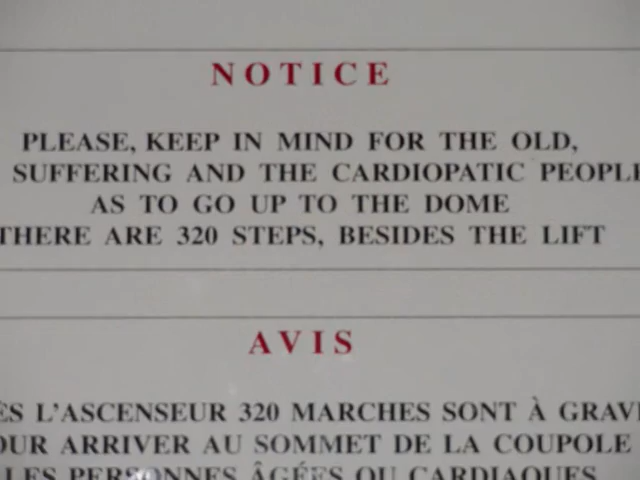 NOTICE
PLEASE, KEEP IN MIND FOR THE OLD,
SUFFERING AND THE CARDIOPATIC PEOPLE
AS TO GO UP TO THE DOME
THERE ARE 320 STEPS, BESIDES THE LIFT
AVIS
L'ASCENSEUR 320 MARCHES SONT À
ARRIVER AU SOMMET DE LA COUPOLE
LES PERSONNES ÂGÉES OU CARDIAQUES